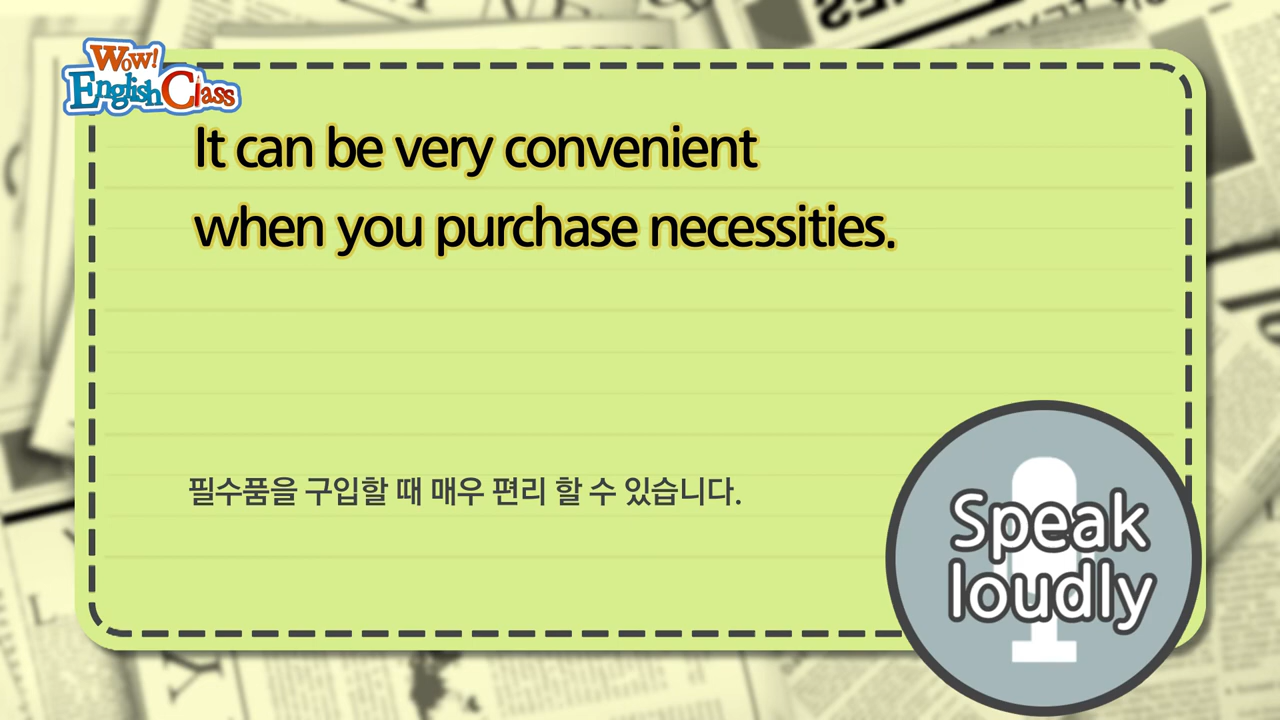 Wow!
English Class
It can be very convenient
when you purchase necessities.
필수품을 구입할 때 매우 편리 할 수 있습니다.
Speak
loudly